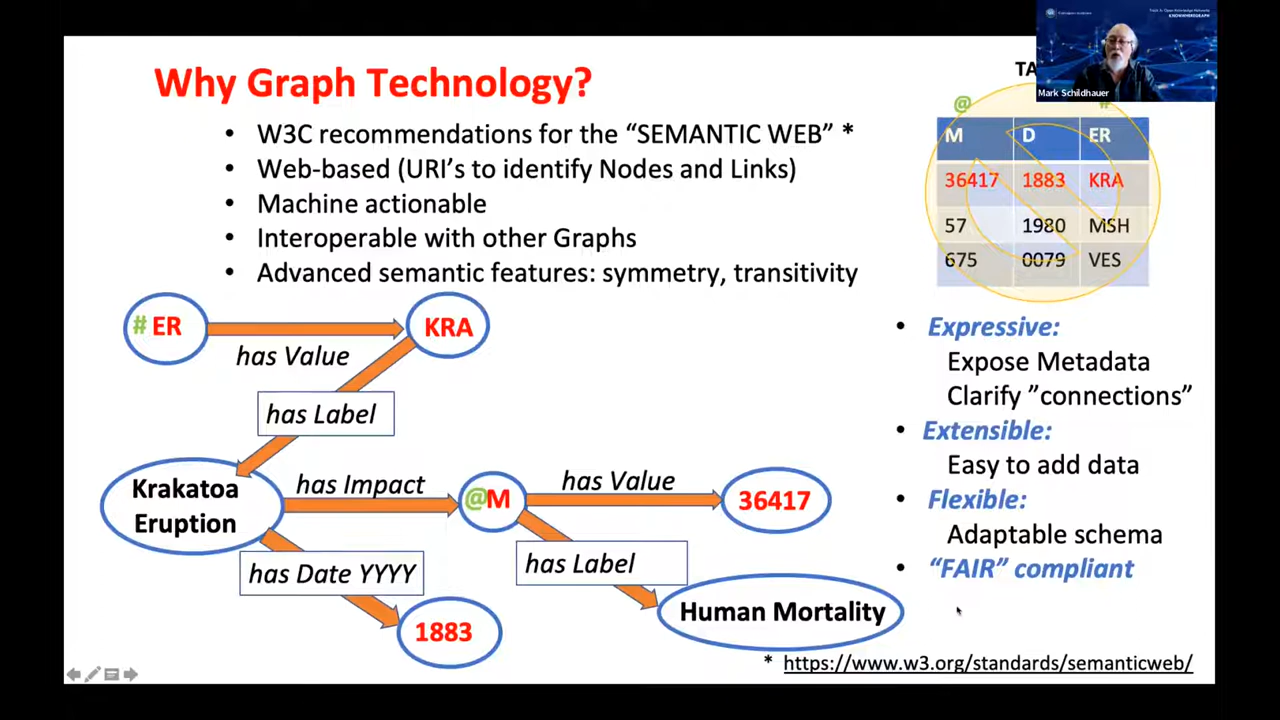 Why Graph Technology?
• W3C recommendations for the “SEMANTIC WEB” *
• Web-based (URI’s to identify Nodes and Links)
• Machine actionable
• Interoperable with other Graphs
• Advanced semantic features: symmetry, transitivity
Mark Schildhauer
TA
@ #
M D ER
36417 1883 KRA
57 1980 MSH
675 0079 VES
# ER
has Value
KRA
has Label
Krakatoa
Eruption
has Impact
@M
has Value
36417
has Label
Human Mortality
has Date YYYY
1883
• Expressive:
Expose Metadata
Clarify ”connections”
• Extensible:
Easy to add data
• Flexible:
Adaptable schema
• “FAIR” compliant
* https://www.w3.org/standards/semanticweb/